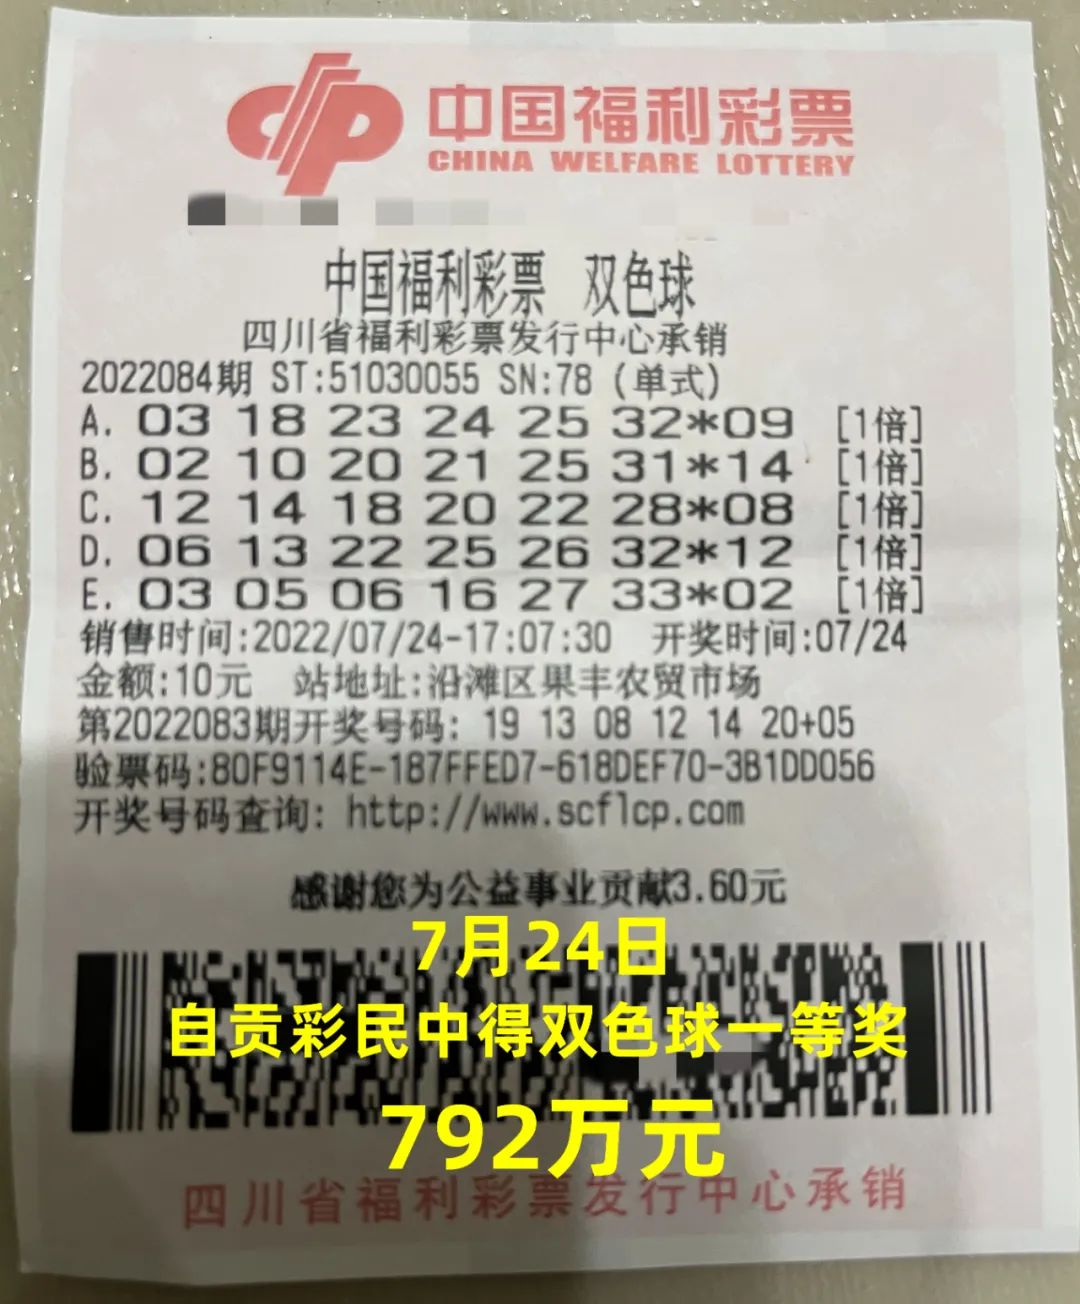 中国福利彩票
CHINA WELFARE LOTTERY
中国福利彩票 双色球
四川省福利彩票发行中心承销
2022084期 ST:51030055 SN:78 (单式)
A. 03 18 23 24 25 32*09 [1倍]
B. 02 10 20 21 25 31*14 [1倍]
C. 12 14 18 20 22 28*08 [1倍]
D. 06 13 22 25 26 32*12 [1倍]
E. 03 05 06 16 27 33*02 [1倍]
销售时间:2022/07/24-17:07:30 开奖时间:07/24
金额:10元 站地址:沿滩区果丰农贸市场
第2022083期开奖号码: 19 13 08 12 14 20+05
验票码:80F9114E-187FFED7-618DEF70-3B1DD056
开奖号码查询: http://www.scflcp.com
感谢您为公益事业贡献3.60元
7月24日
自贡彩民中得双色球一等奖
792万元
四川省福利彩票发行中心承销